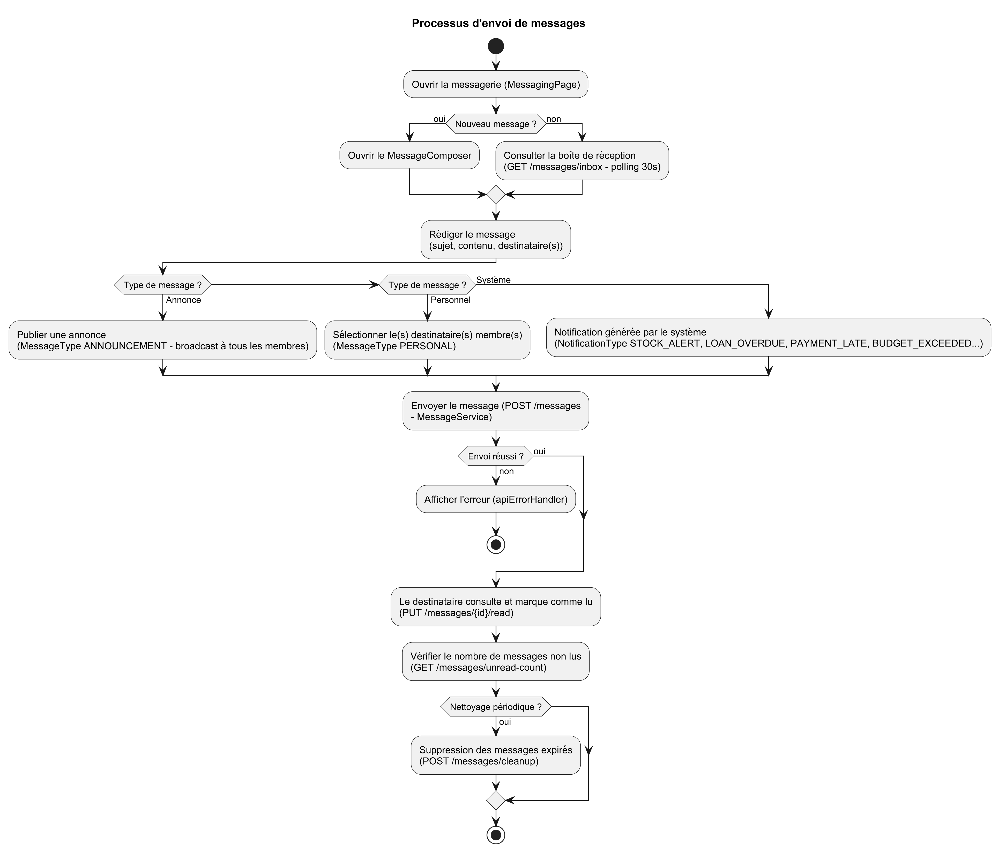 Processus d'envoi de messages
Ouvrir la messagerie (MessagingPage)
oui
Nouveau message ?
non
Ouvrir le MessageComposer
Consulter la boîte de réception
(GET /messages/inbox - polling 30s)
Rédiger le message
(sujet, contenu, destinataire(s))
Type de message ?
Annonce
Type de message ?
Personnel
Système
Publier une annonce
(MessageType ANNOUNCEMENT - broadcast à tous les membres)
Sélectionner le(s) destinataire(s) membre(s)
(MessageType PERSONAL)
Notification générée par le système
(NotificationType STOCK_ALERT, LOAN_OVERDUE, PAYMENT_LATE, BUDGET_EXCEEDED...)
Envoyer le message (POST /messages
- MessageService)
Envoi réussi ?
oui
non
Afficher l'erreur (apiErrorHandler)
Le destinataire consulte et marque comme lu
(PUT /messages/{id}/read)
Vérifier le nombre de messages non lus
(GET /messages/unread-count)
Nettoyage périodique ?
oui
Suppression des messages expirés
(POST /messages/cleanup)